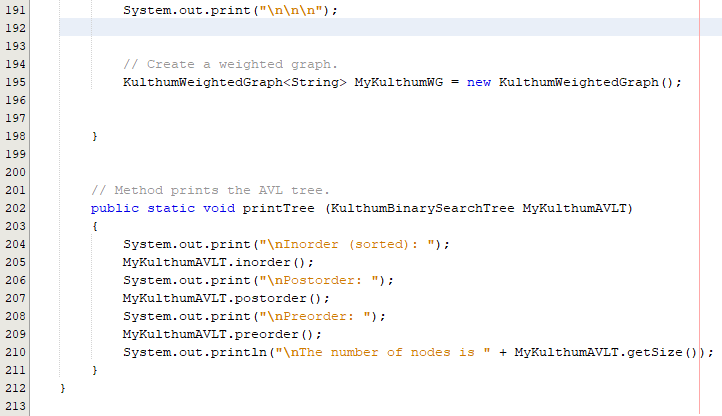 191 System.out.print("\n\n\n");
192
193
194 // Create a weighted graph.
195 KulthumWeightedGraph<String> MyKulthumWG = new KulthumWeightedGraph();
196
197
198 }
199
200
201 // Method prints the AVL tree.
202 public static void printTree (KulthumBinarySearchTree MyKulthumAVLT)
203 {
204 System.out.print("\nInorder (sorted): ");
205 MyKulthumAVLT.inorder();
206 System.out.print("\nPostorder: ");
207 MyKulthumAVLT.postorder();
208 System.out.print("\nPreorder: ");
209 MyKulthumAVLT.preorder();
210 System.out.println("\nThe number of nodes is " + MyKulthumAVLT.getSize());
211 }
212 }
213